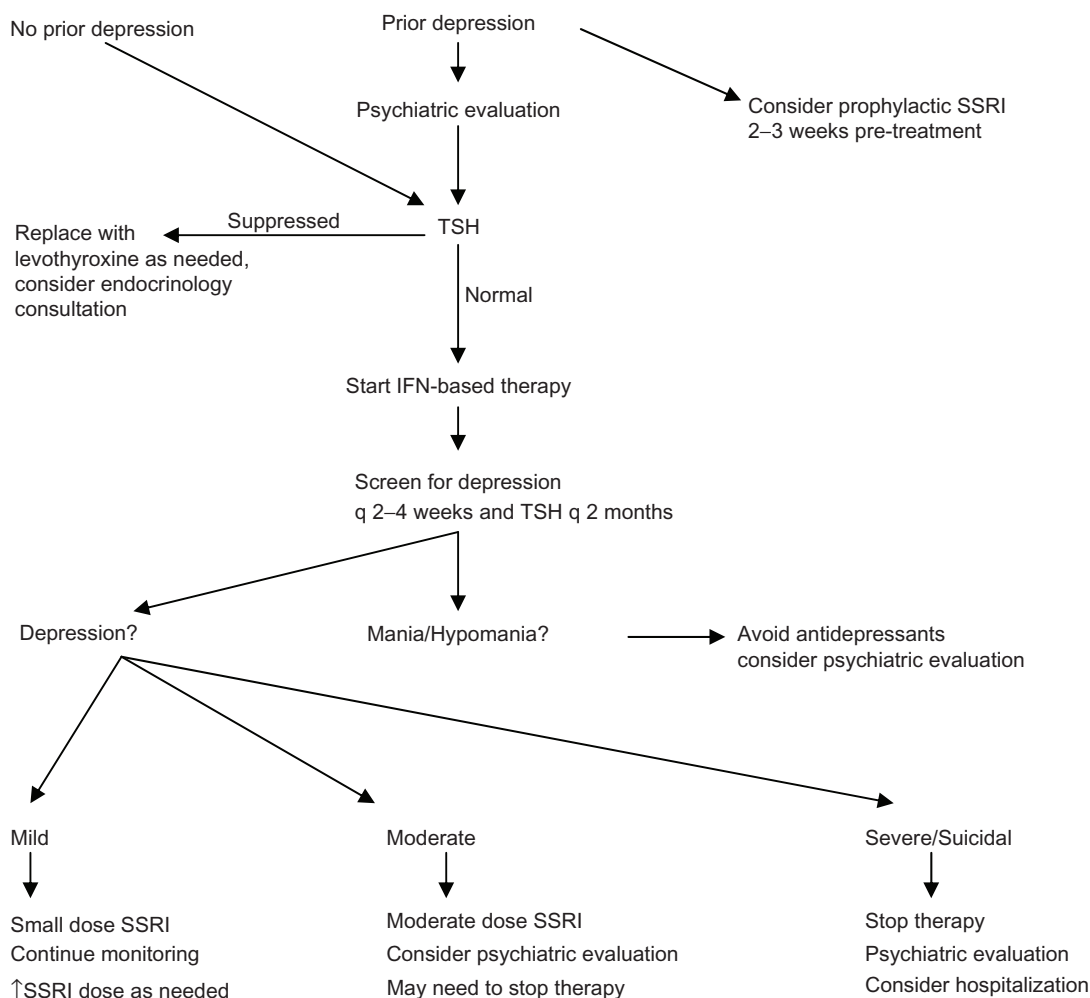 No prior depression
Prior depression
Psychiatric evaluation
Consider prophylactic SSRI
2–3 weeks pre-treatment
TSH
Suppressed
Replace with
levothyroxine as needed,
consider endocrinology
consultation
Normal
Start IFN-based therapy
Screen for depression
q 2–4 weeks and TSH q 2 months
Depression?
Mania/Hypomania?
Avoid antidepressants
consider psychiatric evaluation
Mild
Moderate
Severe/Suicidal
Small dose SSRI
Continue monitoring
↑SSRI dose as needed
Moderate dose SSRI
Consider psychiatric evaluation
May need to stop therapy
Stop therapy
Psychiatric evaluation
Consider hospitalization